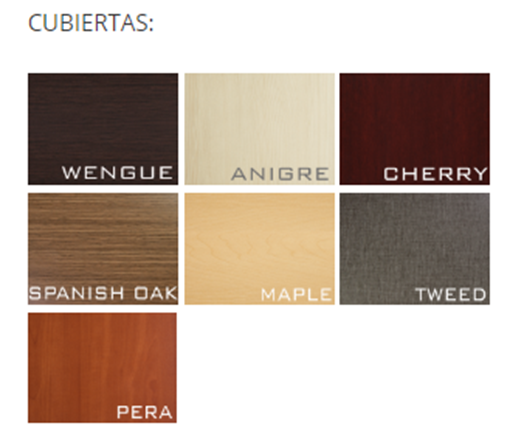 CUBIERTAS:
WENGUE
ANIGRE
CHERRY
SPANISH OAK
MAPLE
TWEED
PERA